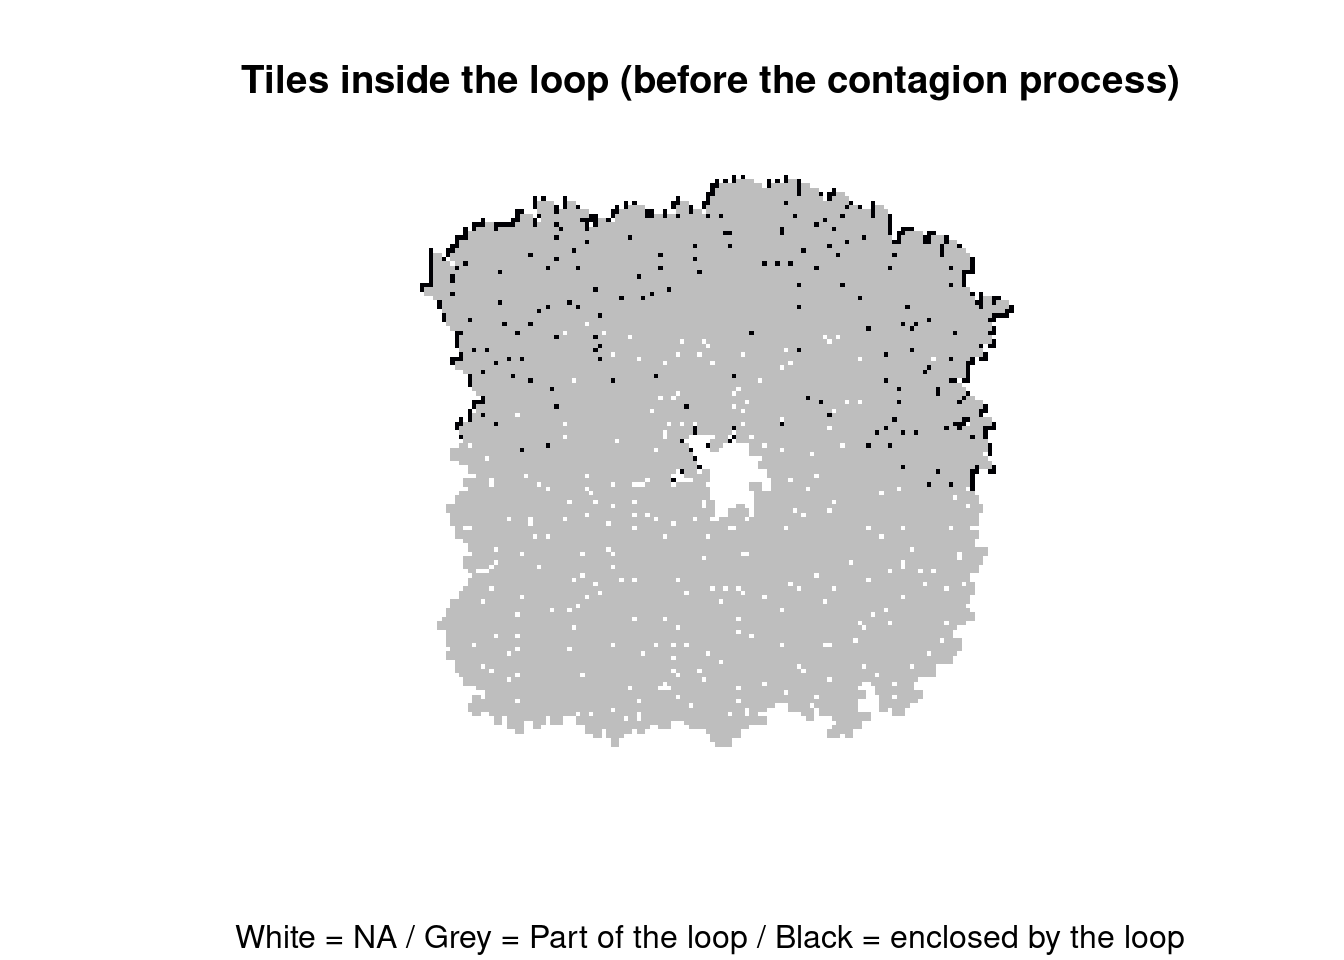 Tiles inside the loop (before the contagion process)
White = NA / Grey = Part of the loop / Black = enclosed by the loop